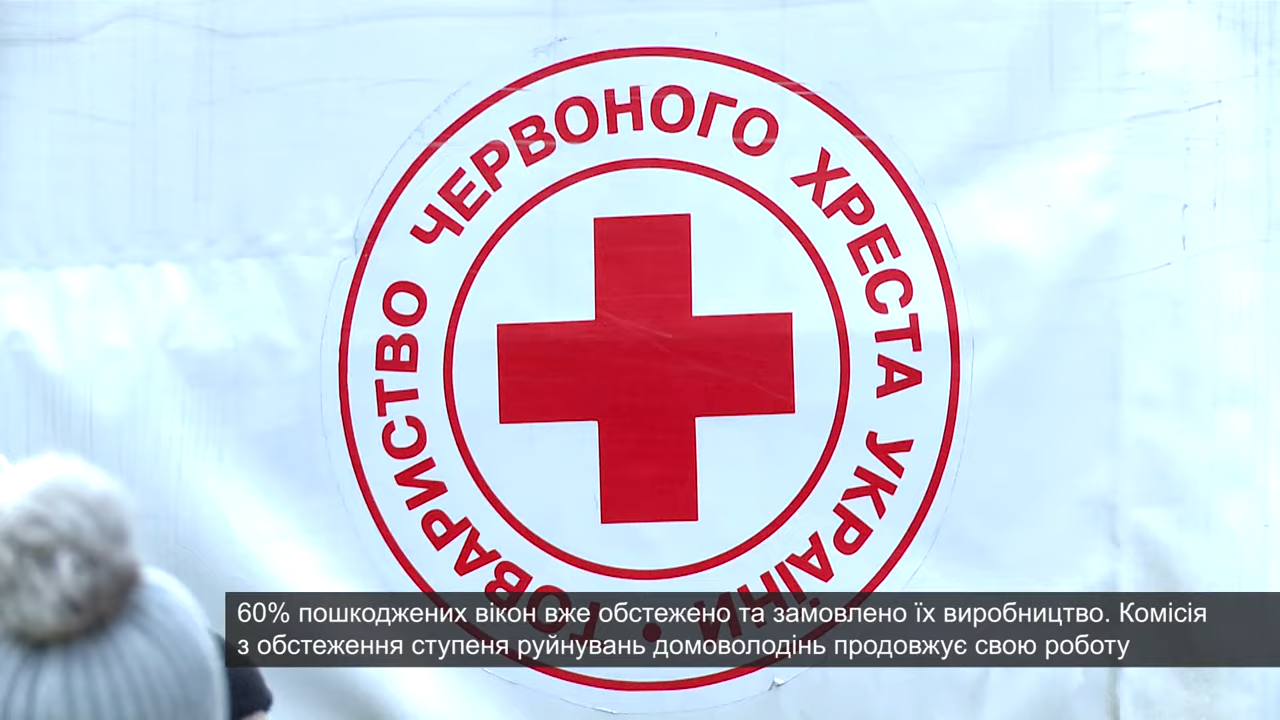 ТОВАРИСТВО ЧЕРВОНОГО ХРЕСТА УКРАЇНИ •
60% пошкоджених вікон вже обстежено та замовлено їх виробництво. Комісія
з обстеження ступеня руйнувань домоволодінь продовжує свою роботу